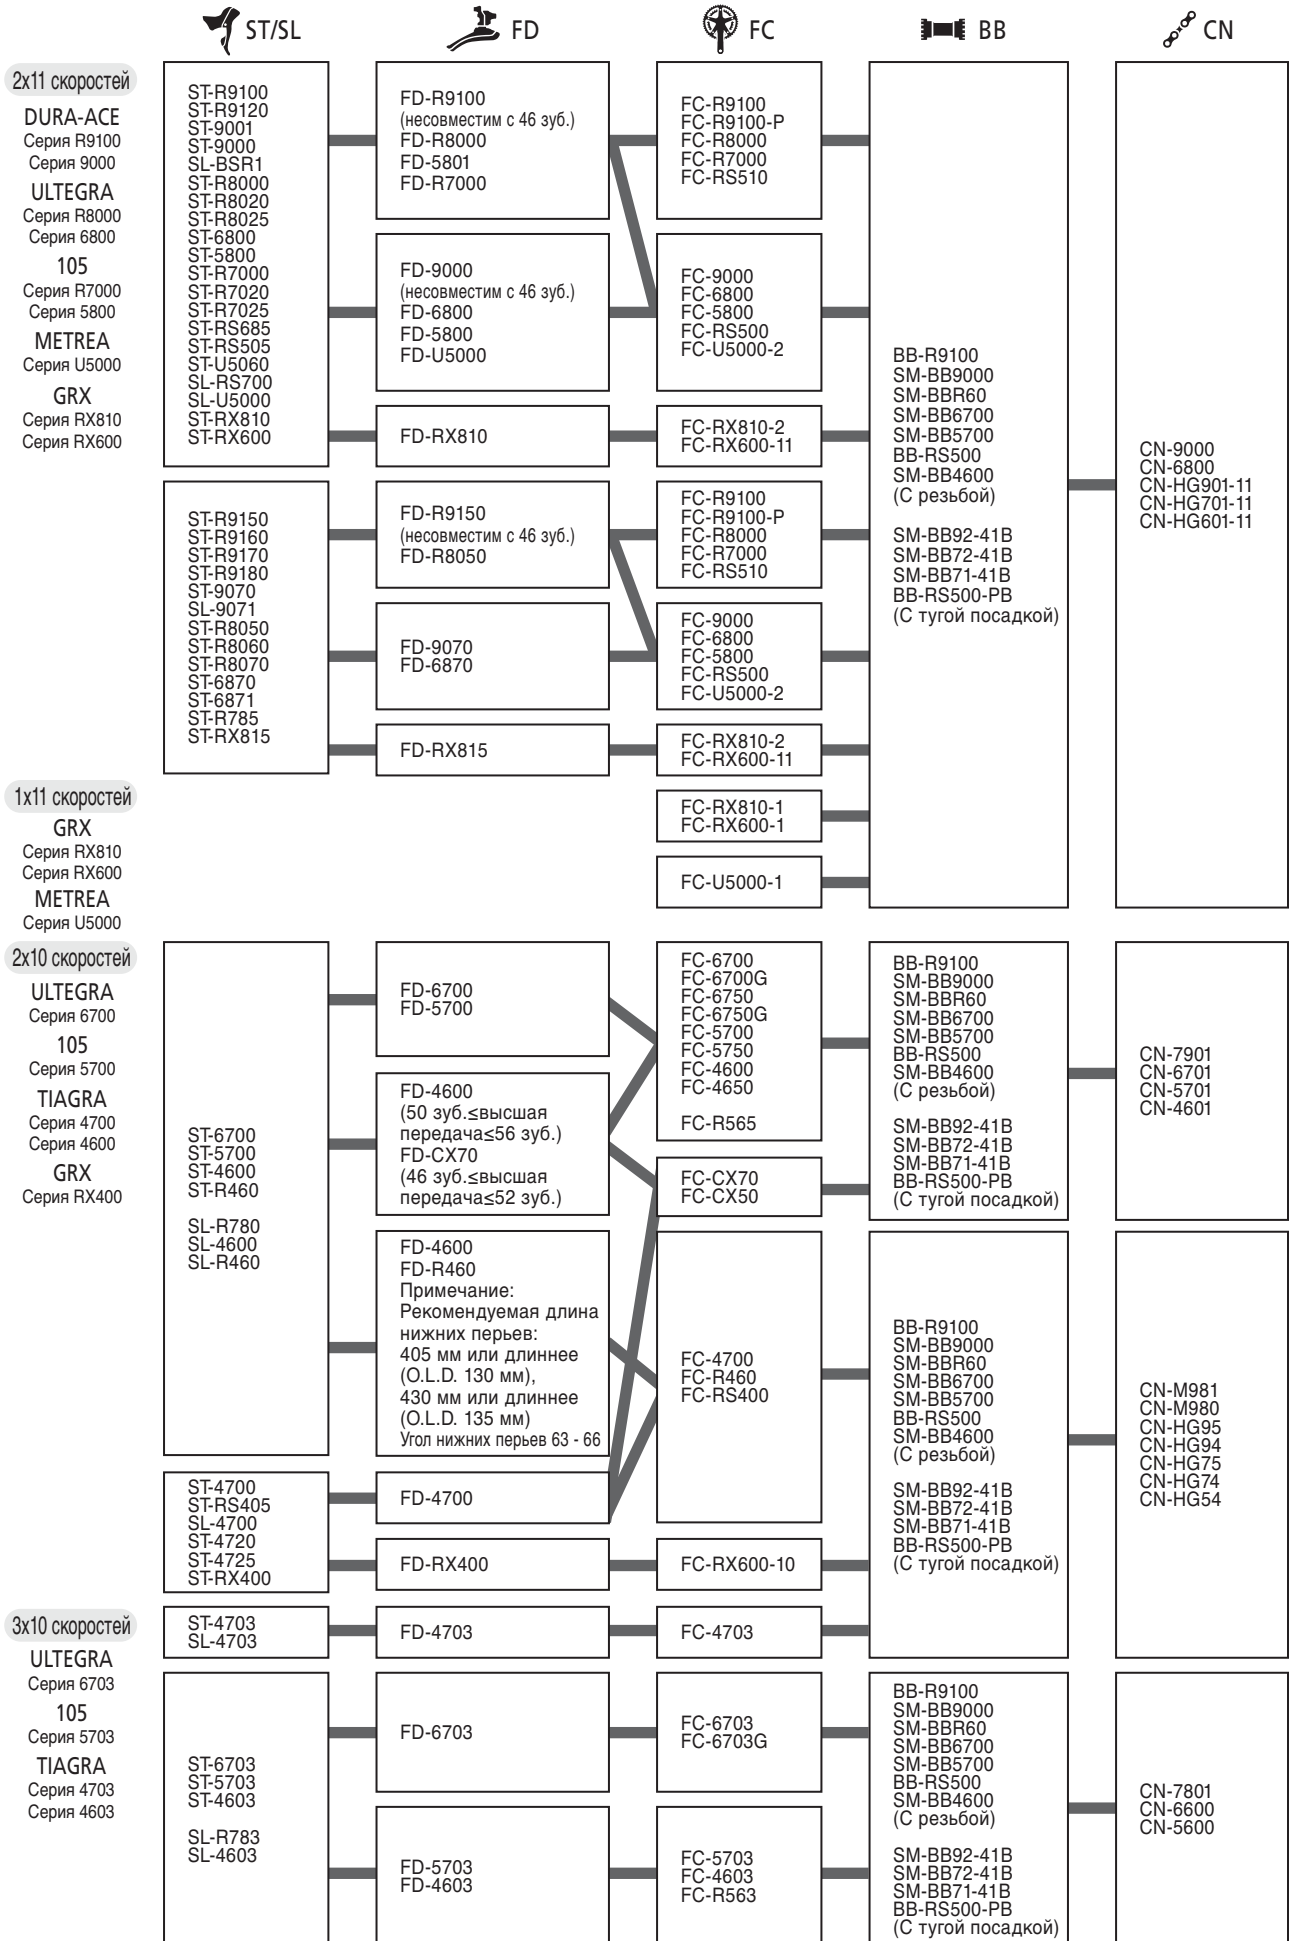 ST/SL
FD
FC
BB
CN
2x11 скоростей
DURA-ACE
Серия R9100
Серия 9000
ULTEGRA
Серия R8000
Серия 6800
105
Серия R7000
Серия 5800
METREA
Серия U5000
GRX
Серия RX810
Серия RX600
ST-R9100
ST-R9120
ST-9001
ST-9000
SL-BSR1
ST-R8000
ST-R8020
ST-R8025
ST-6800
ST-5800
ST-R7000
ST-R7020
ST-R7025
ST-RS685
ST-RS505
ST-U5060
SL-RS700
SL-U5000
ST-RX810
ST-RX600
FD-R9100
(несовместим с 46 зуб.)
FD-R8000
FD-5801
FD-R7000
FC-R9100
FC-R9100-P
FC-R8000
FC-R7000
FC-RS510
FD-9000
(несовместим с 46 зуб.)
FD-6800
FD-5800
FD-U5000
FC-9000
FC-6800
FC-5800
FC-RS500
FC-U5000-2
FD-RX810
FC-RX810-2
FC-RX600-11
ST-R9150
ST-R9160
ST-R9170
ST-R9180
ST-9070
SL-9071
ST-R8050
ST-R8060
ST-R8070
ST-6870
ST-6871
ST-R785
ST-RX815
FD-R9150
(несовместим с 46 зуб.)
FD-R8050
FC-R9100
FC-R9100-P
FC-R8000
FC-R7000
FC-RS510
FD-9070
FD-6870
FC-9000
FC-6800
FC-5800
FC-RS500
FC-U5000-2
FD-RX815
FC-RX810-2
FC-RX600-11
1x11 скоростей
GRX
Серия RX810
Серия RX600
METREA
Серия U5000
FC-RX810-1
FC-RX600-1
FC-U5000-1
BB-R9100
SM-BB9000
SM-BBR60
SM-BB6700
SM-BB5700
BB-RS500
SM-BB4600
(С резьбой)
SM-BB92-41B
SM-BB72-41B
SM-BB71-41B
BB-RS500-PB
(С тугой посадкой)
CN-9000
CN-6800
CN-HG901-11
CN-HG701-11
CN-HG601-11
2x10 скоростей
ULTEGRA
Серия 6700
105
Серия 5700
TIAGRA
Серия 4700
Серия 4600
GRX
Серия RX400
ST-6700
ST-5700
ST-4600
ST-R460
SL-R780
SL-4600
SL-R460
FD-6700
FD-5700
FD-4600
(50 зуб.≤высшая
передача≤56 зуб.)
FD-CX70
(46 зуб.≤высшая
передача≤52 зуб.)
FD-4600
FD-R460
Примечание:
Рекомендуемая длина
нижних перьев:
405 мм или длиннее
(O.L.D. 130 мм),
430 мм или длиннее
(O.L.D. 135 мм)
Угол нижних перьев 63 - 66
FC-6700
FC-6700G
FC-6750
FC-6750G
FC-5700
FC-5750
FC-4600
FC-4650
FC-R565
FC-CX70
FC-CX50
FC-4700
FC-R460
FC-RS400
BB-R9100
SM-BB9000
SM-BBR60
SM-BB6700
SM-BB5700
BB-RS500
SM-BB4600
(С резьбой)
SM-BB92-41B
SM-BB72-41B
SM-BB71-41B
BB-RS500-PB
(С тугой посадкой)
CN-7901
CN-6701
CN-5701
CN-4601
ST-4700
ST-RS405
SL-4700
ST-4720
ST-4725
ST-RX400
FD-4700
FD-RX400
FC-RX600-10
BB-R9100
SM-BB9000
SM-BBR60
SM-BB6700
SM-BB5700
BB-RS500
SM-BB4600
(С резьбой)
SM-BB92-41B
SM-BB72-41B
SM-BB71-41B
BB-RS500-PB
(С тугой посадкой)
CN-M981
CN-M980
CN-HG95
CN-HG94
CN-HG75
CN-HG74
CN-HG54
3x10 скоростей
ULTEGRA
Серия 6703
105
Серия 5703
TIAGRA
Серия 4703
Серия 4603
ST-4703
SL-4703
FD-4703
FC-4703
ST-6703
ST-5703
ST-4603
SL-R783
SL-4603
FD-6703
FC-6703
FC-6703G
FD-5703
FD-4603
FC-5703
FC-4603
FC-R563
BB-R9100
SM-BB9000
SM-BBR60
SM-BB6700
SM-BB5700
BB-RS500
SM-BB4600
(С резьбой)
SM-BB92-41B
SM-BB72-41B
SM-BB71-41B
BB-RS500-PB
(С тугой посадкой)
CN-7801
CN-6600
CN-5600